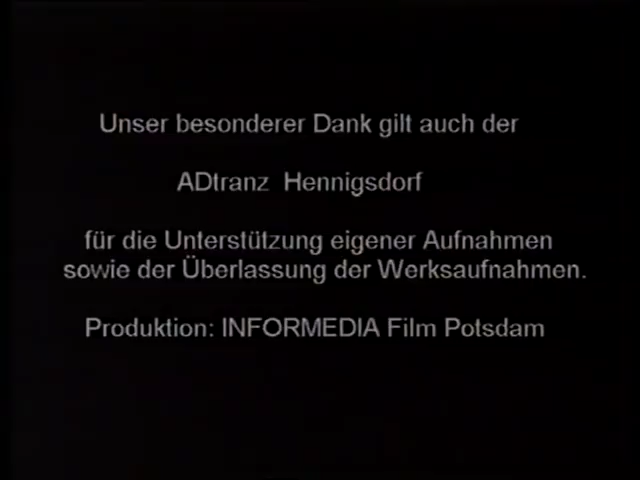 Unser besonderer Dank gilt auch der
ADtranz Hennigsdorf
für die Unterstützung eigener Aufnahmen
sowie der Überlassung der Werksaufnahmen.
Produktion: INFORMEDIA Film Potsdam